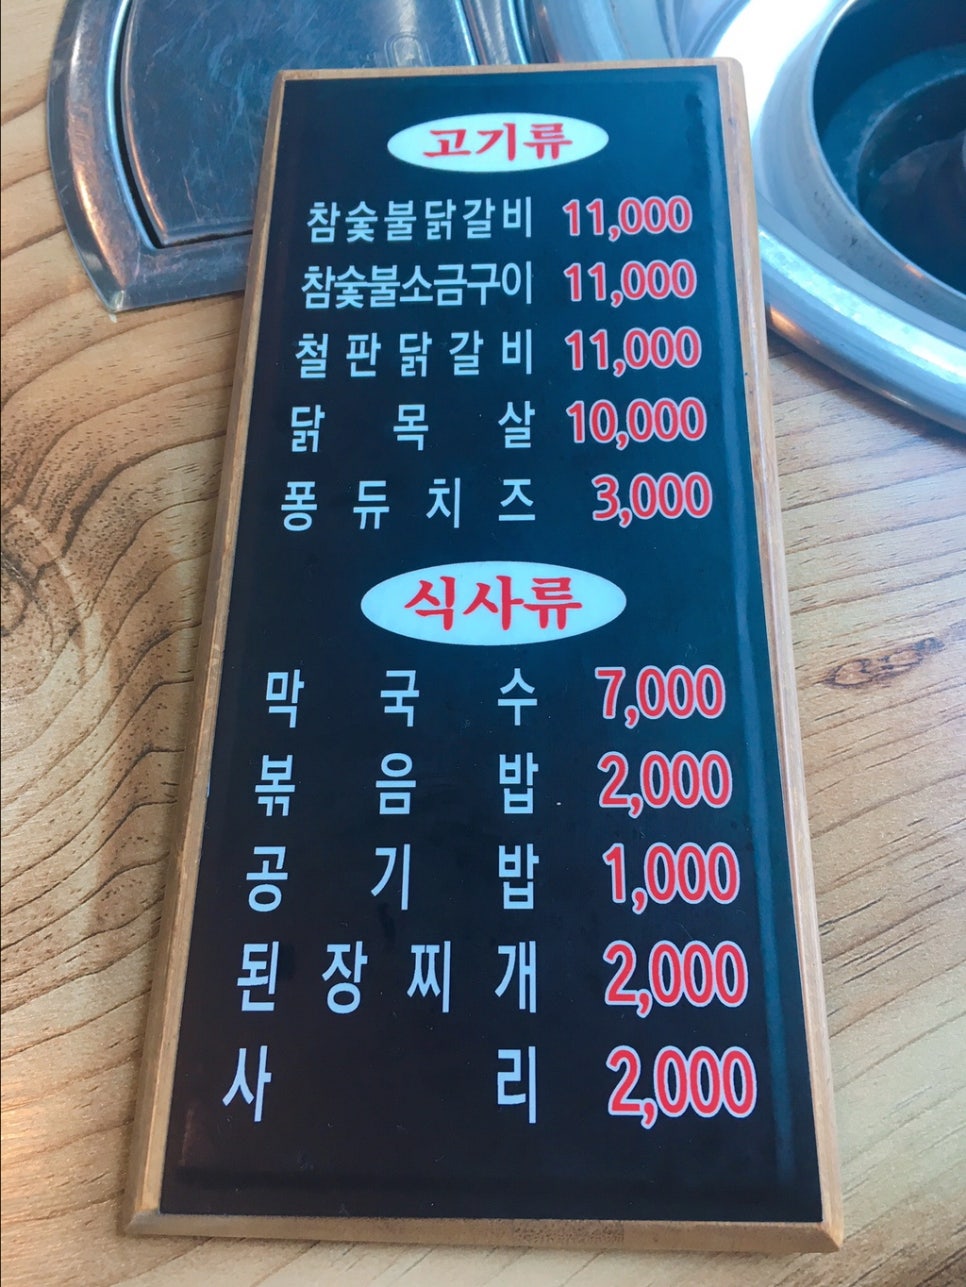 고기류
참숯불닭갈비 11,000
참숯불소금구이 11,000
철판닭갈비 11,000
닭목살 10,000
퐁듀치즈 3,000
식사류
막국수 7,000
볶음밥 2,000
공기밥 1,000
된장찌개 2,000
사리 2,000